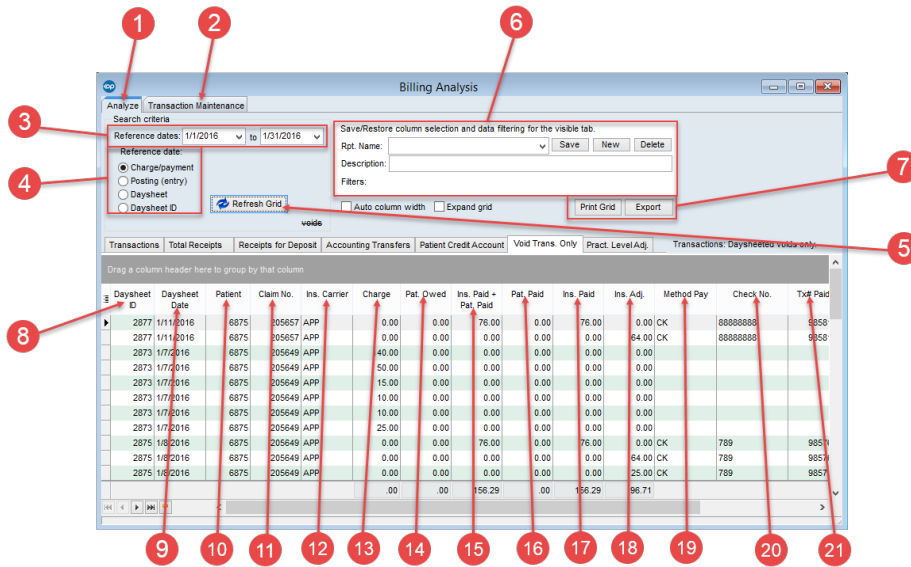 1
2
6
Billing Analysis
Analyze Transaction Maintenance
Search criteria
3
Reference dates: 1/1/2016 to 1/31/2016
Save/Restore column selection and data filtering for the visible tab.
Rpt. Name: Save New Delete
Reference date:
Description:
4
Charge/payment
Posting (entry)
Filters:
7
Daysheet
Daysheet ID
Refresh Grid
Auto column width Expand grid
Print Grid Export
voids
5
Transactions Total Receipts Receipts for Deposit Accounting Transfers Patient Credit Account Void Trans. Only Pract. Level Adj. Transactions: Daysheeted voids only.
Drag a column header here to group by that column
8
Daysheet ID Daysheet Date Patient Claim No. Ins. Carrier Charge Pat. Owed Ins. Paid + Pat. Paid Pat. Paid Ins. Paid Ins. Adj. Method Pay Check No. Tx# Paid
2877 1/11/2016 6875 205657 APP 0.00 0.00 76.00 0.00 76.00 0.00 CK 88888888
2877 1/11/2016 6875 205657 APP 0.00 0.00 0.00 0.00 0.00 64.00 CK 88888888
2873 1/7/2016 6875 205649 APP 40.00 0.00 0.00 0.00 0.00 0.00
2873 1/7/2016 6875 205649 APP 50.00 0.00 0.00 0.00 0.00 0.00
2873 1/7/2016 6875 205649 APP 15.00 0.00 0.00 0.00 0.00 0.00
2873 1/7/2016 6875 205649 APP 10.00 0.00 0.00 0.00 0.00 0.00
2873 1/7/2016 6875 205649 APP 10.00 0.00 0.00 0.00 0.00 0.00
2873 1/7/2016 6875 205649 APP 25.00 0.00 0.00 0.00 0.00 0.00
2875 1/8/2016 6875 205649 APP 0.00 0.00 76.00 0.00 76.00 0.00 CK 789
2875 1/8/2016 6875 205649 APP 0.00 0.00 0.00 0.00 0.00 64.00 CK 789
2875 1/8/2016 6875 205649 APP 0.00 0.00 0.00 0.00 0.00 25.00 CK 789
.00 .00 156.29 .00 156.29 96.71
9
10
11
12
13
14
15
16
17
18
19
20
21